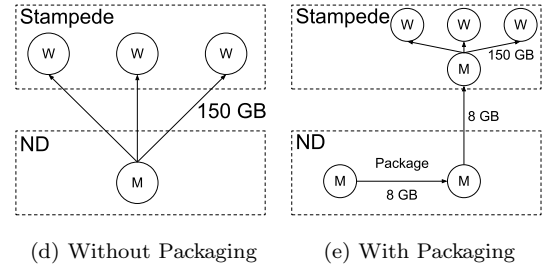 Stampede
W
W
W
150 GB
ND
M
(d) Without Packaging
Stampede
W
W
W
150 GB
M
8 GB
ND
Package
M
M
8 GB
(e) With Packaging